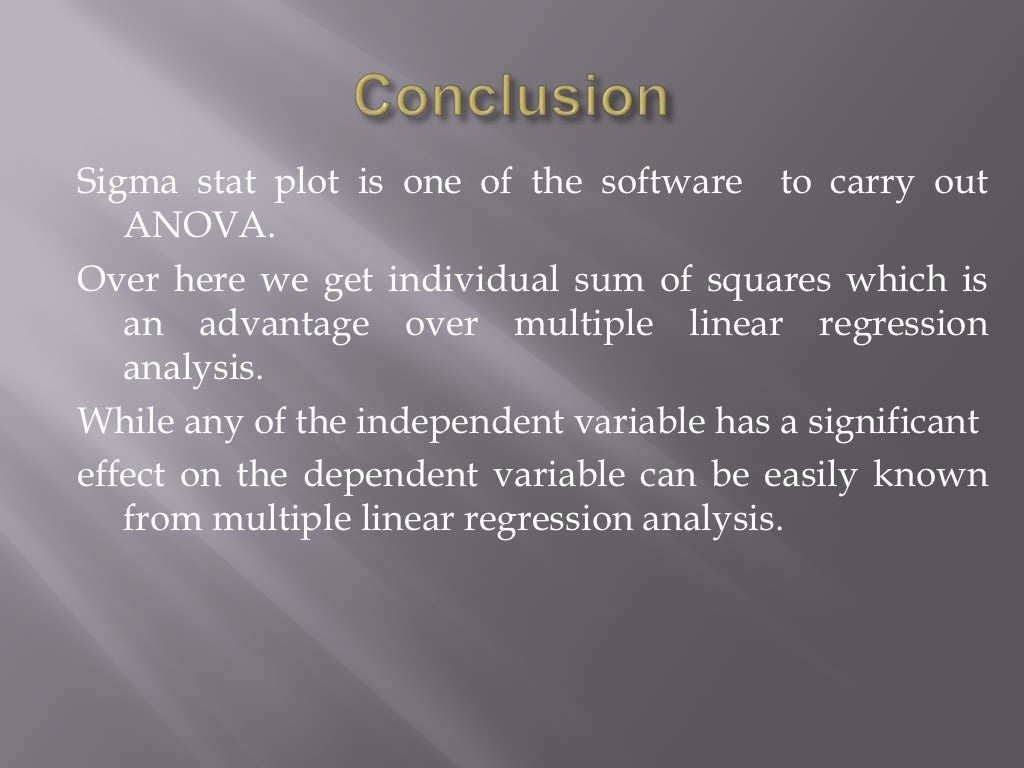 Conclusion
Sigma stat plot is one of the software to carry out
ANOVA.
Over here we get individual sum of squares which is
an advantage over multiple linear regression
analysis.
While any of the independent variable has a significant
effect on the dependent variable can be easily known
from multiple linear regression analysis.